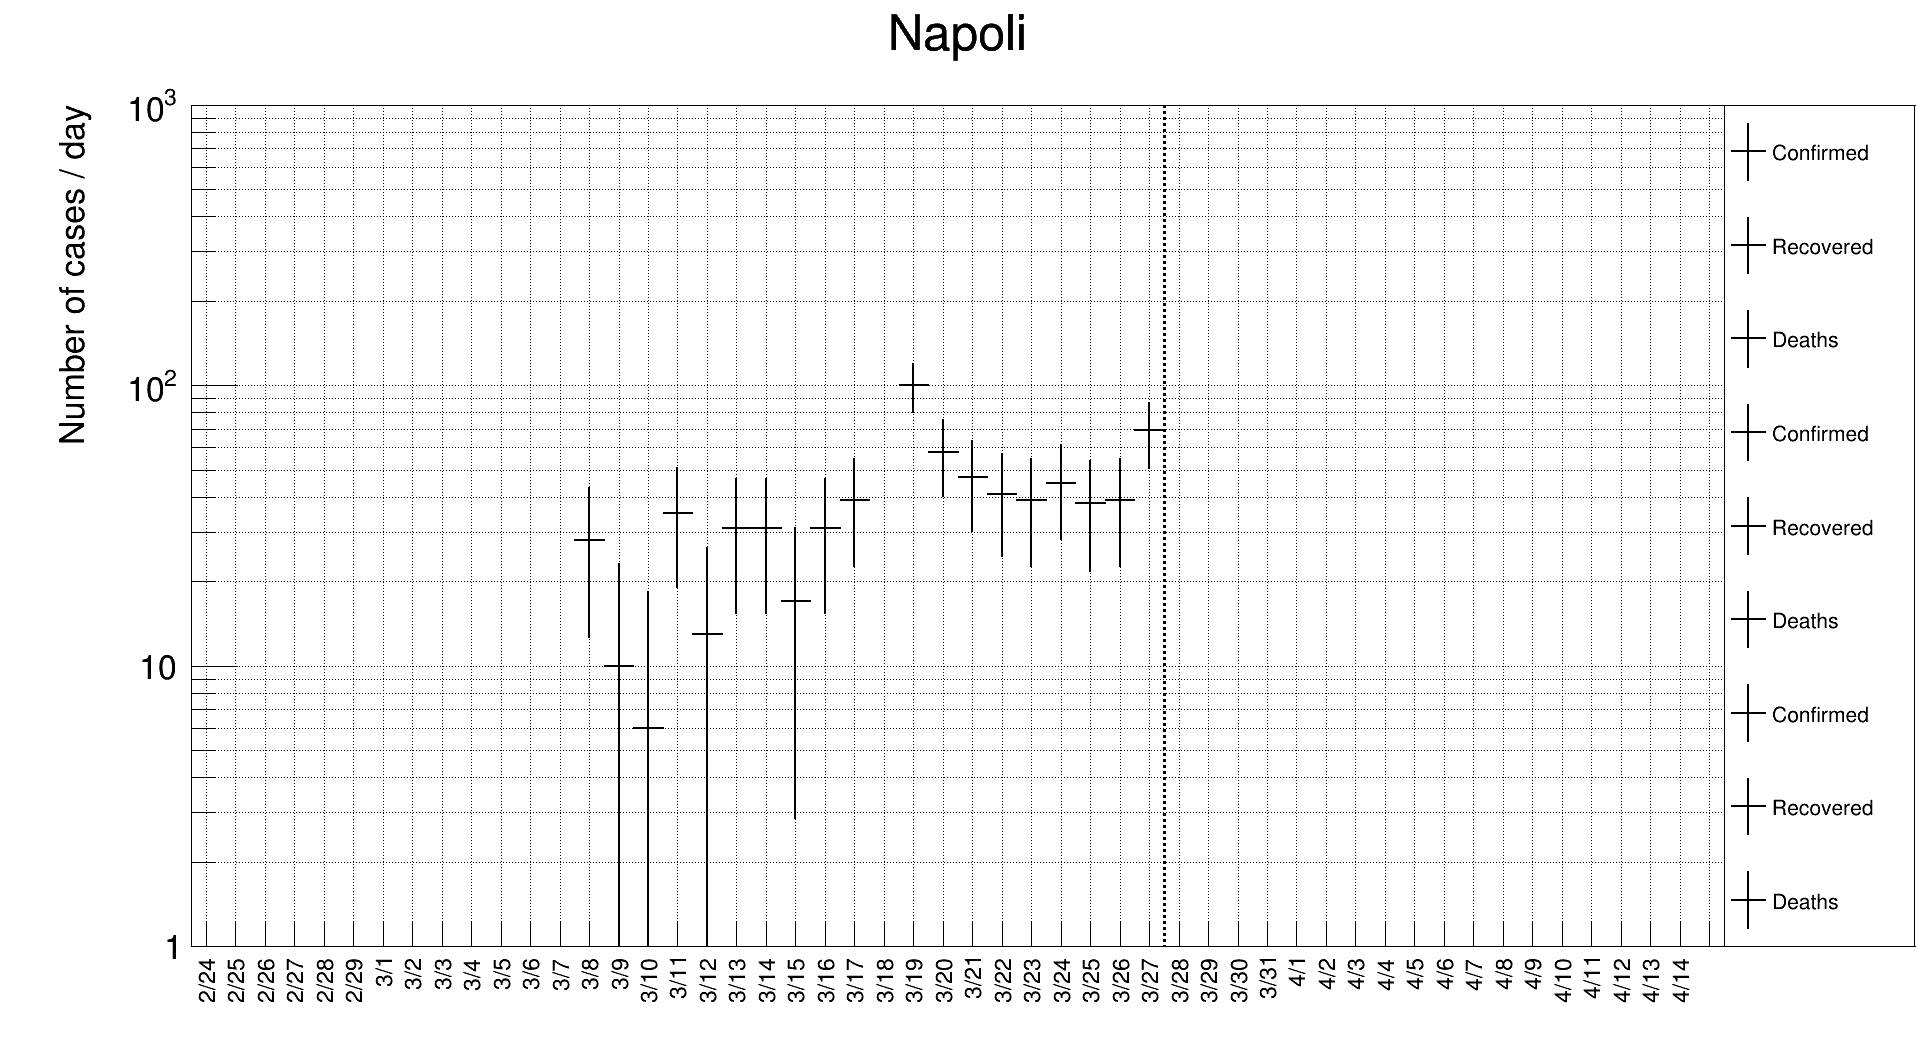 Napoli
Number of cases / day
10³
10²
10
1
2/24 2/25 2/26 2/27 2/28 2/29 3/1 3/2 3/3 3/4 3/5 3/6 3/7 3/8 3/9 3/10 3/11 3/12 3/13 3/14 3/15 3/16 3/17 3/18 3/19 3/20 3/21 3/22 3/23 3/24 3/25 3/26 3/27 3/28 3/29 3/30 3/31 4/1 4/2 4/3 4/4 4/5 4/6 4/7 4/8 4/9 4/10 4/11 4/12 4/13 4/14
Confirmed
Recovered
Deaths
Confirmed
Recovered
Deaths
Confirmed
Recovered
Deaths